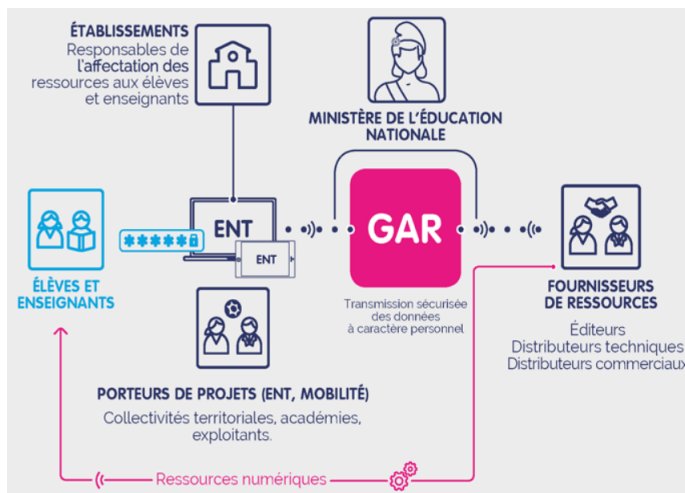 ÉTABLISSEMENTS
Responsables de
l'affectation des
ressources aux élèves
et enseignants
MINISTÈRE DE L'ÉDUCATION
NATIONALE
ENT
ENT
GAR
*****
ÉLÈVES ET
ENSEIGNANTS
Transmission sécurisée
des données
à caractère personnel
FOURNISSEURS
DE RESSOURCES
Éditeurs
Distributeurs techniques
Distributeurs commerciaux
PORTEURS DE PROJETS (ENT, MOBILITÉ)
Collectivités territoriales, académies,
exploitants.
Ressources numériques